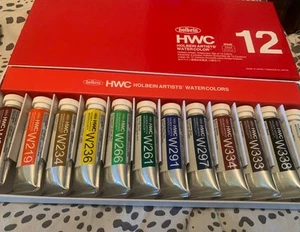 holbein
HWC
HOLBEIN ARTISTS'
WATERCOLOR
12
holbein HWC HOLBEIN ARTISTS' WATERCOLORS
W219
W234
W236
W266
W261
W291
W297
W334
W333
W338